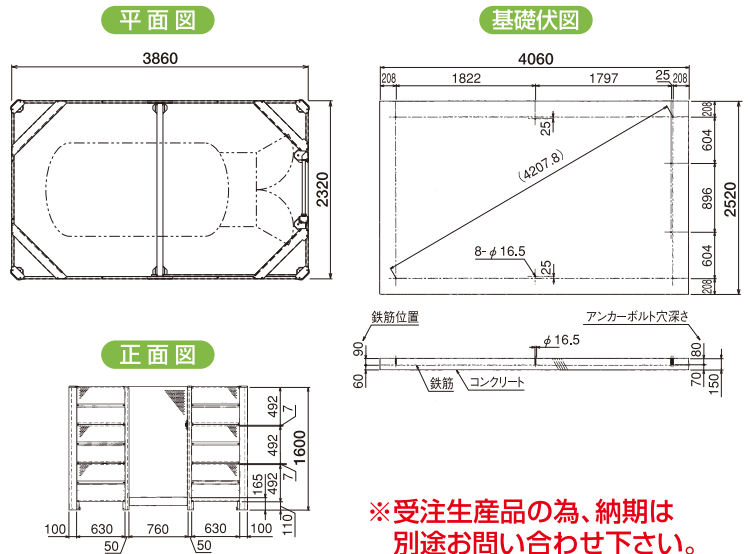 平面図
3860
2320
基礎伏図
4060
208 1822 1797 25 208
25
(4207.8)
8-φ16.5
25
208
604
896
604
208
2520
鉄筋位置
アンカーボルト穴深さ
φ16.5
90
60
80
70
150
鉄筋
コンクリート
正面図
492
7
492
7
492
165
110
1600
100 630 760 630 100
50 50
※受注生産品の為、納期は
別途お問い合わせ下さい。